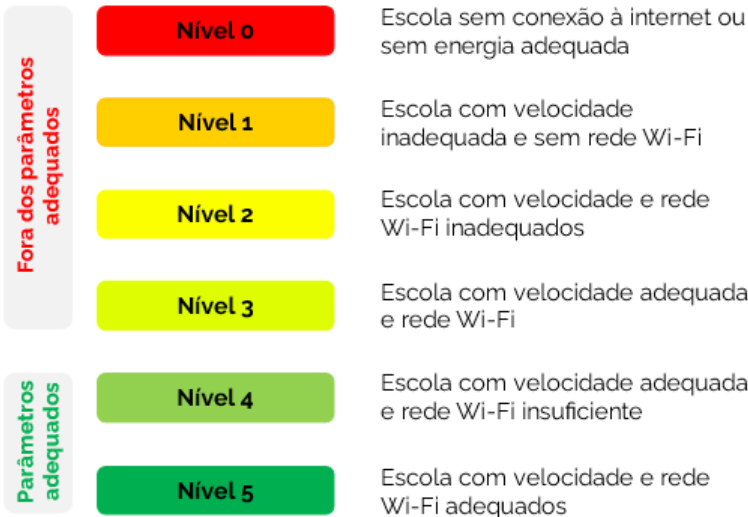 Fora dos parâmetros
adequados
Nível 0
Escola sem conexão à internet ou
sem energia adequada
Nível 1
Escola com velocidade
inadequada e sem rede Wi-Fi
Nível 2
Escola com velocidade e rede
Wi-Fi inadequados
Nível 3
Escola com velocidade adequada
e rede Wi-Fi
Parâmetros
adequados
Nível 4
Escola com velocidade adequada
e rede Wi-Fi insuficiente
Nível 5
Escola com velocidade e rede
Wi-Fi adequados